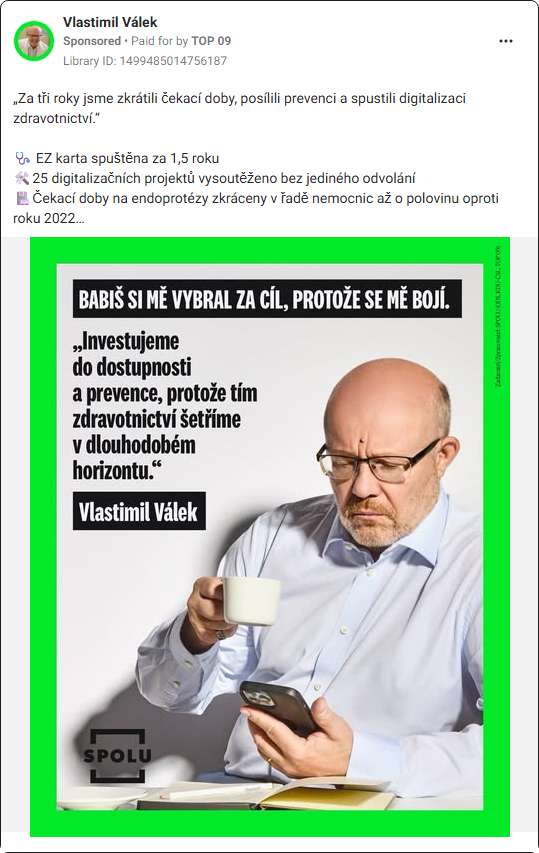 Vlastimil Válek
Sponsored • Paid for by TOP 09
Library ID: 1499485014756187
„Za tři roky jsme zkrátili čekací doby, posílili prevenci a spustili digitalizaci
zdravotnictví.“
🩺 EZ karta spuštěna za 1,5 roku
🛠️ 25 digitalizačních projektů vysoutěženo bez jediného odvolání
Čekací doby na endoprotézy zkráceny v řadě nemocnic až o polovinu oproti
roku 2022…
BABIŠ SI MĚ VYBRAL ZA CÍL, PROTOŽE SE MĚ BOJÍ.
„Investujeme
do dostupnosti
a prevence, protože tím
zdravotnictví šetříme
v dlouhodobém
horizontu.“
Vlastimil Válek
SPOLU